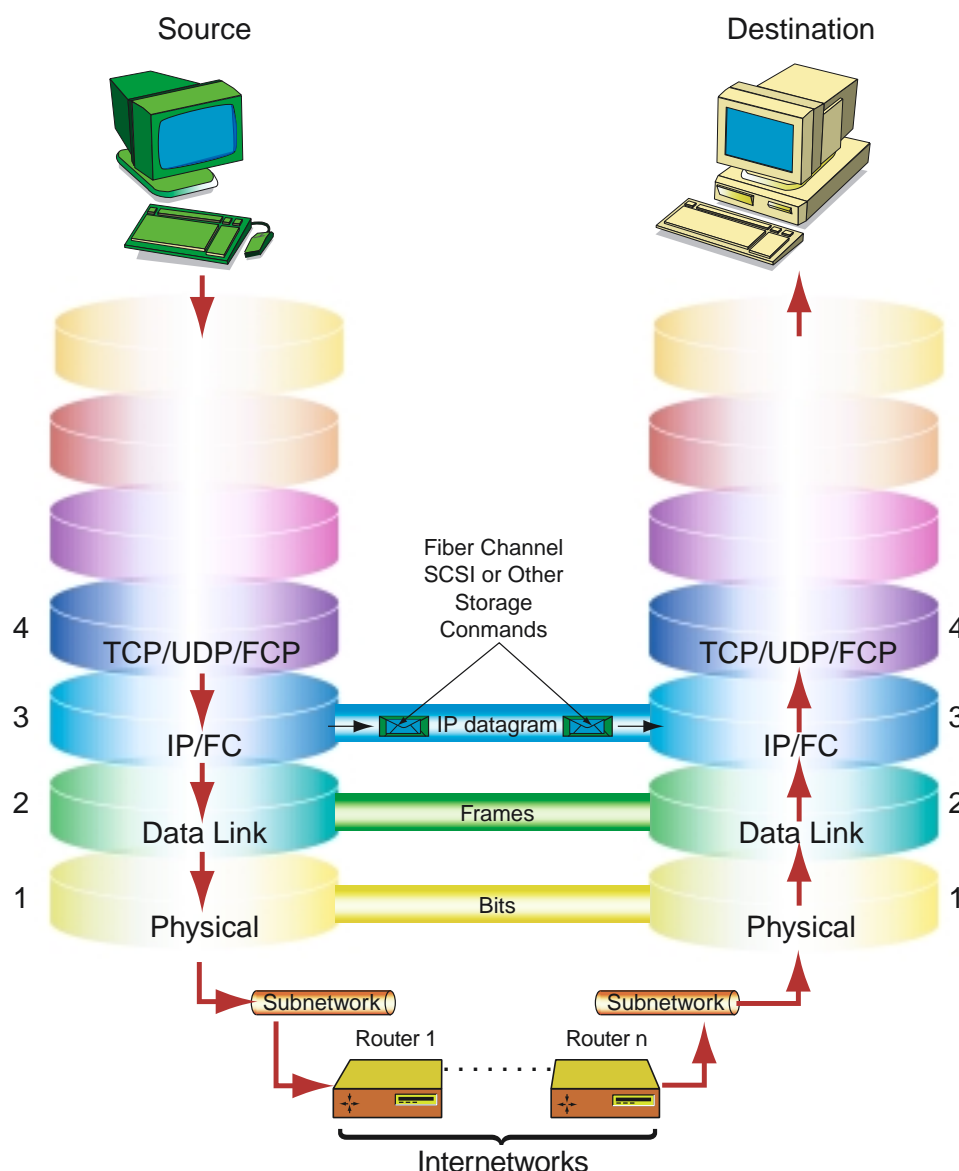 Source
Destination
Fiber Channel
SCSI or Other
Storage
Conmands
4
TCP/UDP/FCP
TCP/UDP/FCP
4
3
IP/FC
IP datagram
IP/FC
3
2
Data Link
Frames
Data Link
2
1
Physical
Bits
Physical
1
Subnetwork
Subnetwork
Router 1
Router n
Internetworks